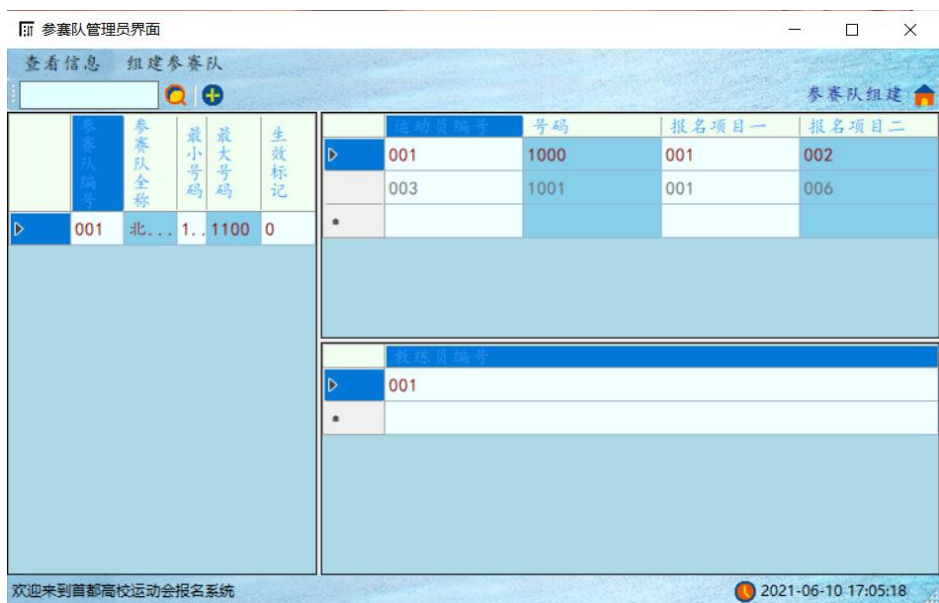 参赛队管理员界面
查看信息 组建参赛队
参赛队组建
参赛队编号 参赛队全称 最小号码 最大号码 生效标记
001 北... 1.. 1100 0
运动员编号 号码 报名项目一 报名项目二
001 1000 001 002
003 1001 001 006
*
教练员编号
001
*
欢迎来到首都高校运动会报名系统 2021-06-10 17:05:18